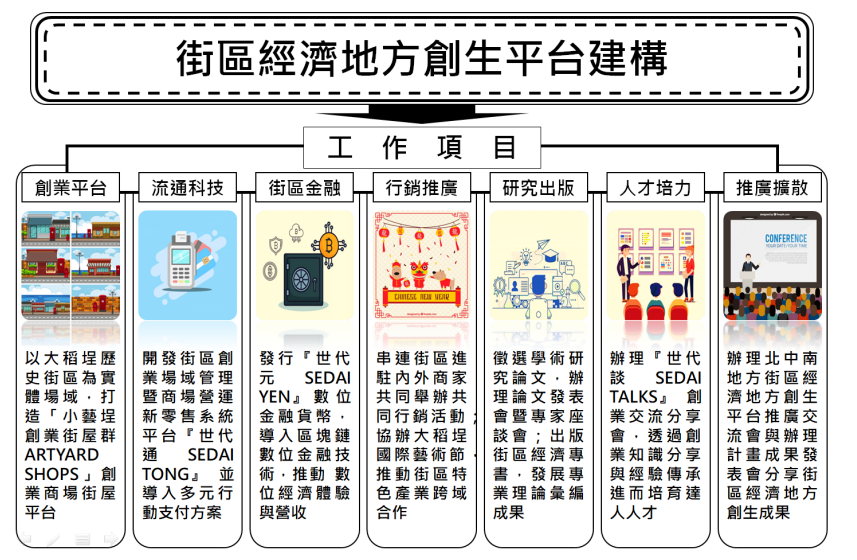 街區經濟地方創生平台建構
工作項目
創業平台
流通科技
街區金融
行銷推廣
研究出版
人才培力
推廣擴散
CHINESE NEW YEAR
CONFERENCE
以大稻埕歷
史街區為實
體場域，打
造「小藝埕
創業街屋群
ARTYARD
SHOPS」創
業商場街屋
平台
開發街區創
業場域管理
暨商場營運
新零售系統
平台『世代
通 SEDAI
TONG』並
導入多元行
動支付方案
發行『世代
元 SEDAI
YEN』數位
金融貨幣，
導入區塊鏈
數位金融技
術，推動數
位經濟體驗
與營收
串連街區進
駐內外商家
共同舉辦共
同行銷活動；
協辦大稻埕
國際藝術節，
推動街區特
色產業跨域
合作
徵選學術研
究論文，辦
理論文發表
會暨專家座
談會；出版
街區經濟專
書，發展專
業理論彙編
成果
辦理『世代
談 SEDAI
TALKS』創
業交流分享
會，透過創
業知識分享
與經驗傳承
進而培育達
人人才
辦理北中南
地方街區經
濟地方創生
平台推廣交
流會與辦理
計畫成果發
表會分享街
區經濟地方
創生成果